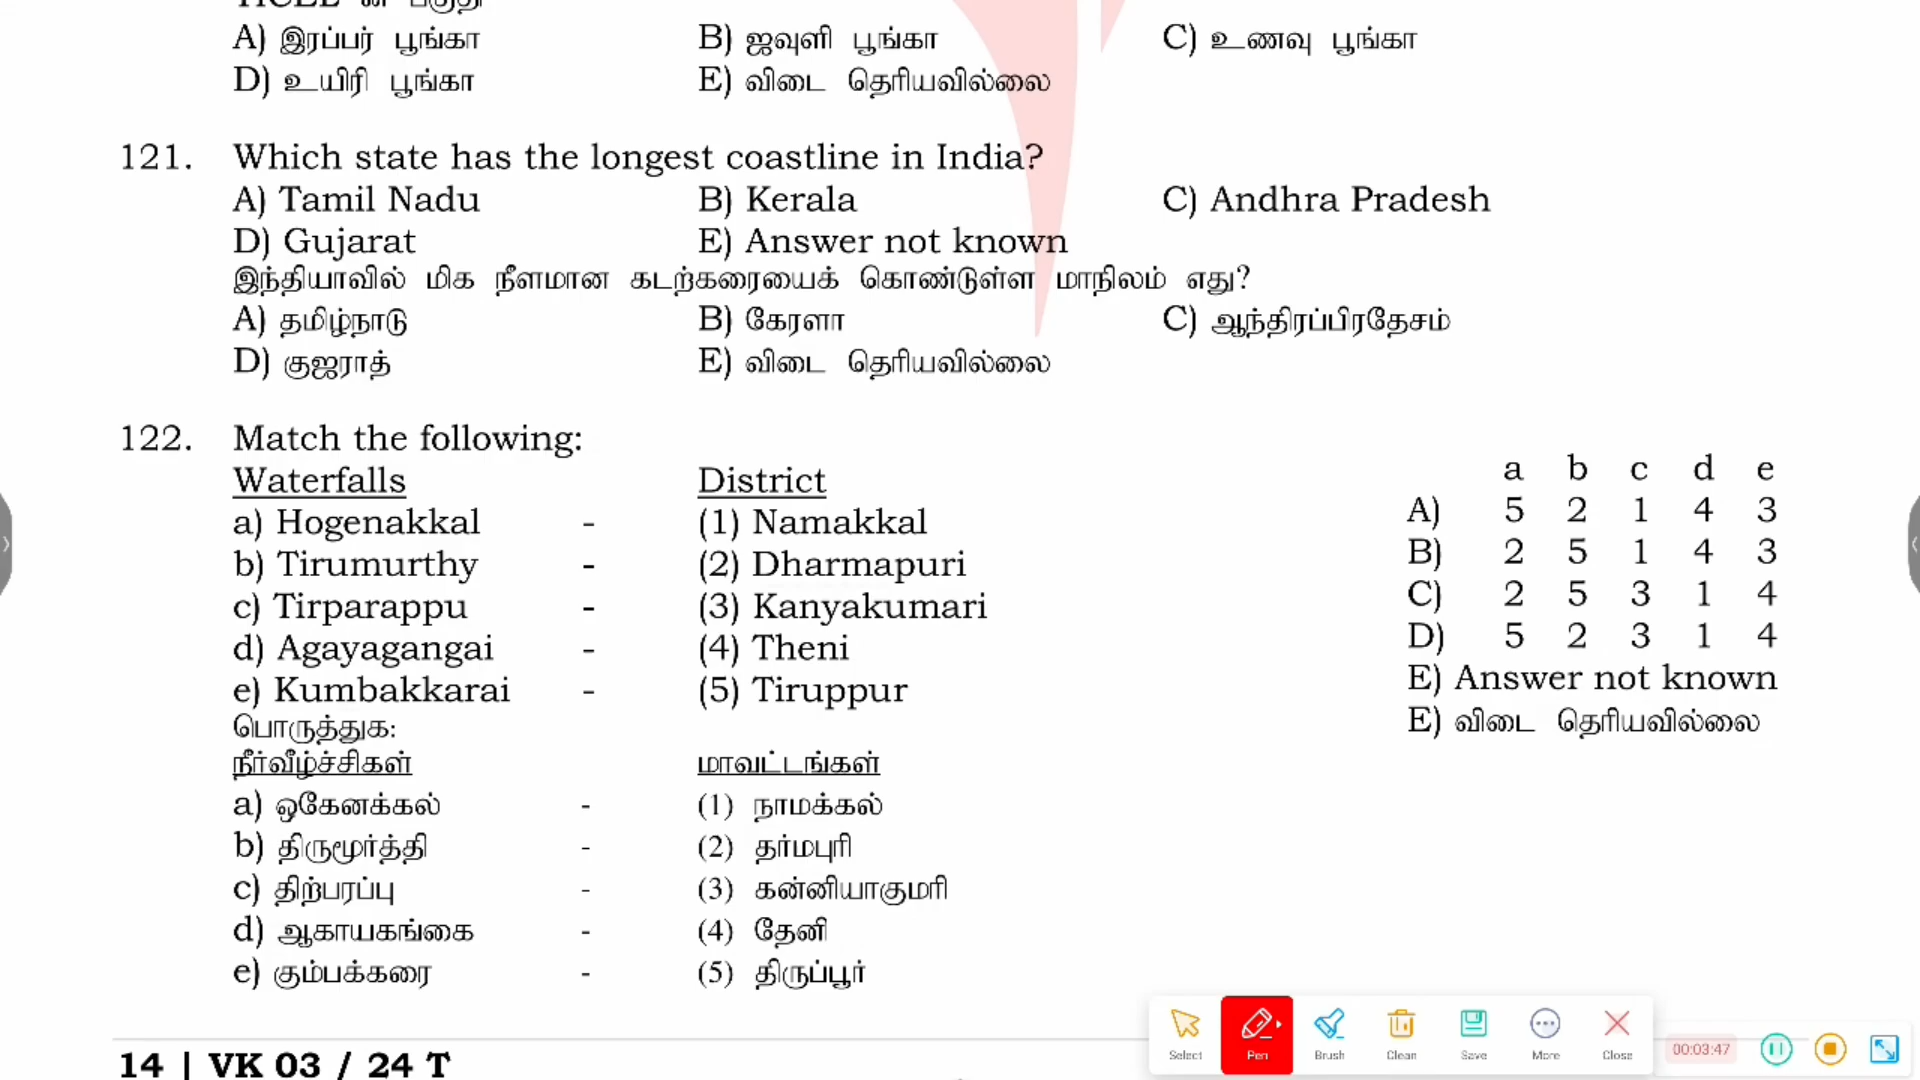 A) இரப்பர் பூங்கா B) ஜவுளி பூங்கா C) உணவு பூங்கா
D) உயிரி பூங்கா E) விடை தெரியவில்லை
121. Which state has the longest coastline in India?
A) Tamil Nadu B) Kerala C) Andhra Pradesh
D) Gujarat E) Answer not known
இந்தியாவில் மிக நீளமான கடற்கரையைக் கொண்டுள்ள மாநிலம் எது?
A) தமிழ்நாடு B) கேரளா C) ஆந்திரப்பிரதேசம்
D) குஜராத் E) விடை தெரியவில்லை
122. Match the following:
Waterfalls District
a) Hogenakkal - (1) Namakkal
b) Tirumurthy - (2) Dharmapuri
c) Tirparappu - (3) Kanyakumari
d) Agayagangai - (4) Theni
e) Kumbakkarai - (5) Tiruppur
பொருத்துக:
நீர்வீழ்ச்சிகள் மாவட்டங்கள்
a) ஒகேனக்கல் - (1) நாமக்கல்
b) திருமூர்த்தி - (2) தர்மபுரி
c) திற்பரப்பு - (3) கன்னியாகுமரி
d) ஆகாயகங்கை - (4) தேனி
e) கும்பக்கரை - (5) திருப்பூர்
a b c d e
A) 5 2 1 4 3
B) 2 5 1 4 3
C) 2 5 3 1 4
D) 5 2 3 1 4
E) Answer not known
E) விடை தெரியவில்லை
14 | VK 03 / 24 T
Select Pen Brush Clean Save More Close 00:03:47